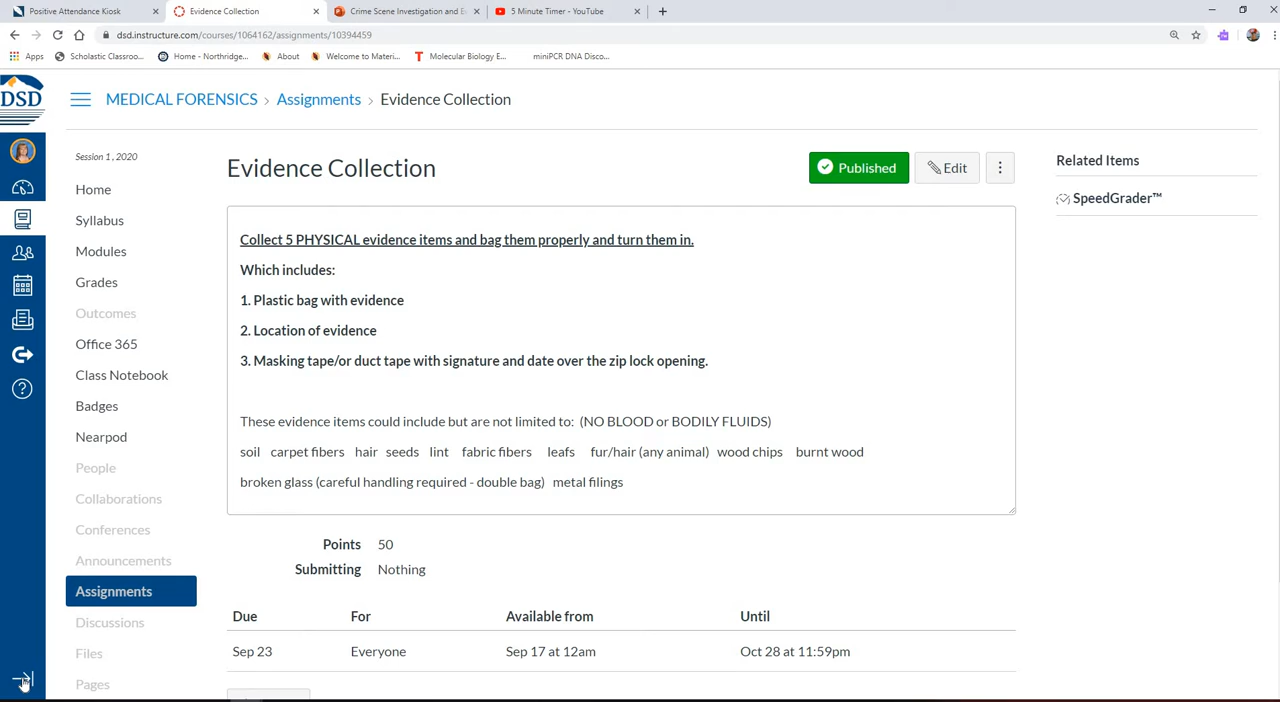 Positive Attendance Kiosk
Evidence Collection
Crime Scene Investigation and E
5 Minute Timer - YouTube
dsd.instructure.com/courses/1064162/assignments/10394459
Apps
Scholastic Classroo...
Home - Northridge...
About
Welcome to Materi...
Molecular Biology E...
miniPCR DNA Disco...
DSD
MEDICAL FORENSICS › Assignments › Evidence Collection
Session 1, 2020
Home
Syllabus
Modules
Grades
Outcomes
Office 365
Class Notebook
Badges
Nearpod
People
Collaborations
Conferences
Announcements
Assignments
Discussions
Files
Pages
Evidence Collection
Published
Edit
Collect 5 PHYSICAL evidence items and bag them properly and turn them in.
Which includes:
1. Plastic bag with evidence
2. Location of evidence
3. Masking tape/or duct tape with signature and date over the zip lock opening.
These evidence items could include but are not limited to: (NO BLOOD or BODILY FLUIDS)
soil carpet fibers hair seeds lint fabric fibers leafs fur/hair (any animal) wood chips burnt wood
broken glass (careful handling required - double bag) metal filings
Points 50
Submitting Nothing
Due For Available from Until
Sep 23 Everyone Sep 17 at 12am Oct 28 at 11:59pm
Related Items
SpeedGrader™